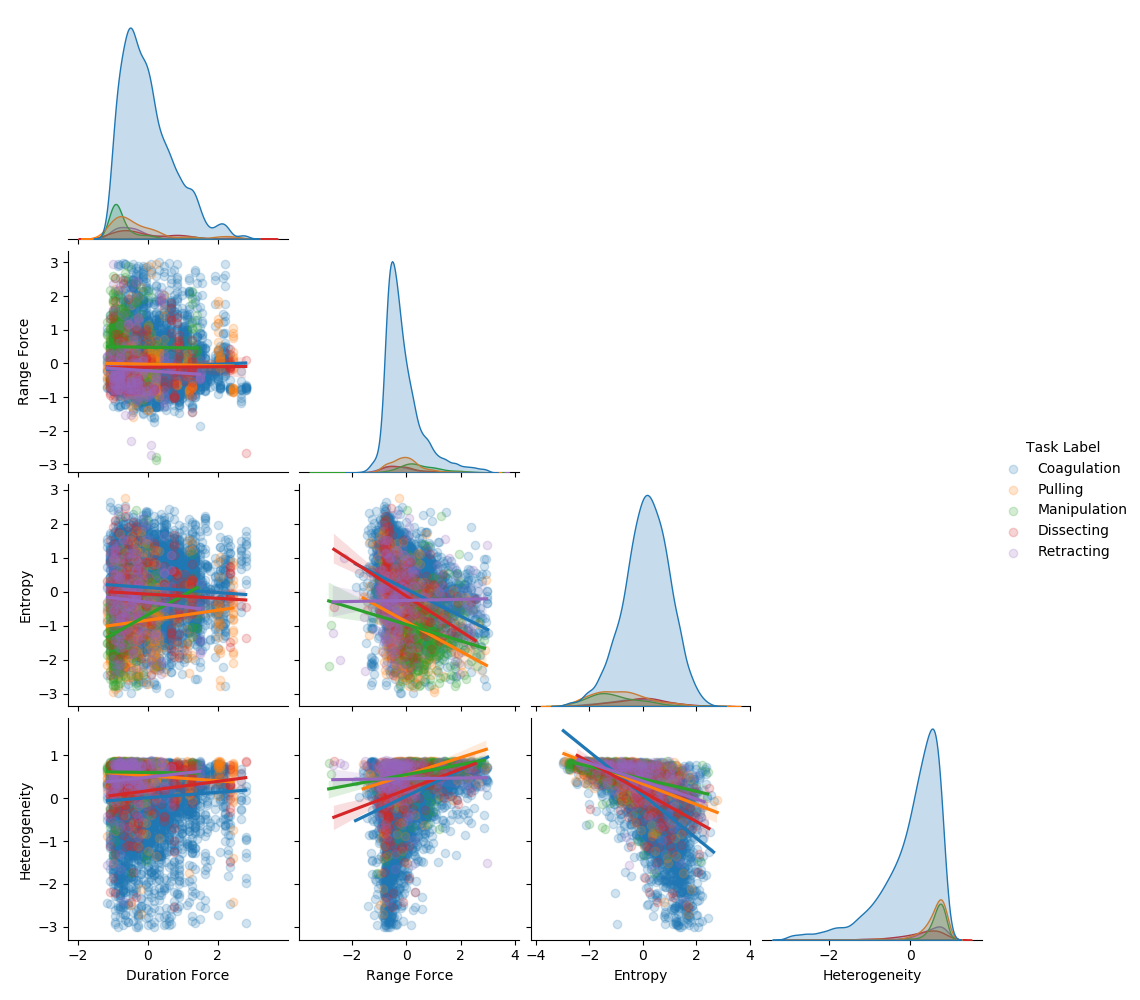 3
2
1
0
−1
−2
−3
Range Force
3
2
1
0
−1
−2
−3
Entropy
Task Label
Coagulation
Pulling
Manipulation
Dissecting
Retracting
1
0
−1
−2
−3
Heterogeneity
−2 0 2
−2 0 2 4
−4 −2 0 2 4
−2 0
Duration Force
Range Force
Entropy
Heterogeneity